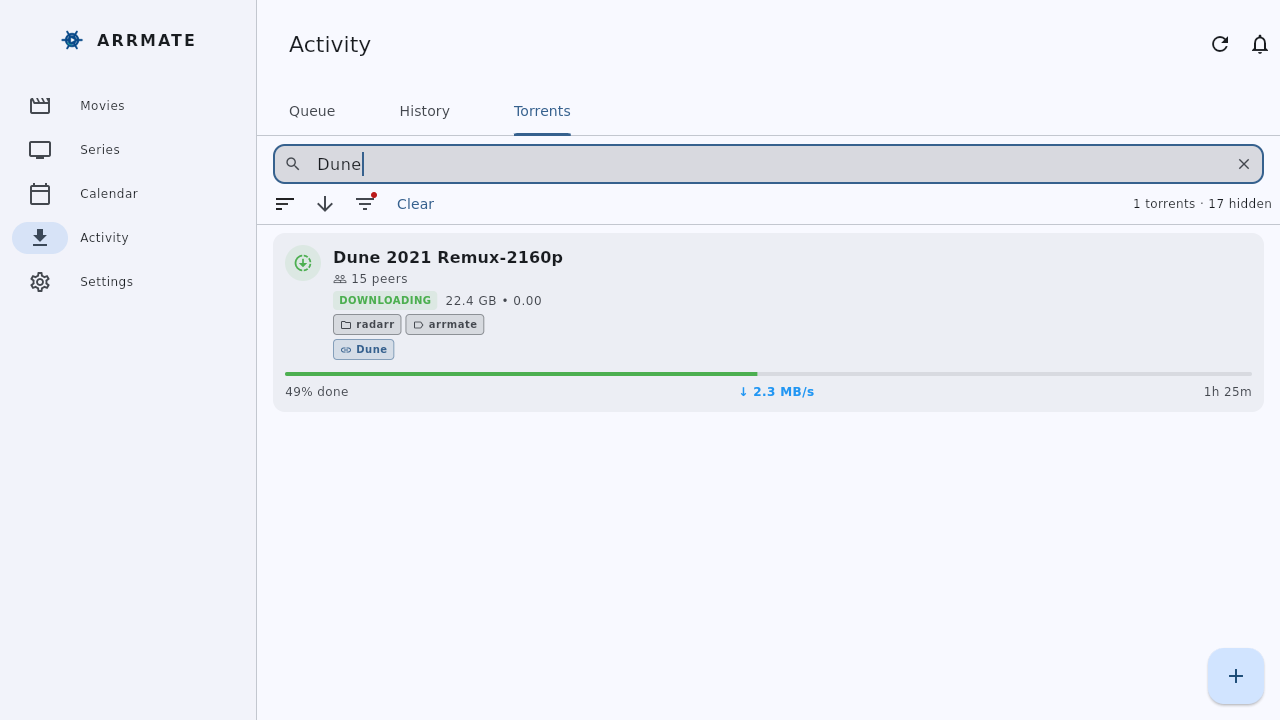 ARRMATE
Movies
Series
Calendar
Activity
Settings
Activity
Queue
History
Torrents
Dune
Clear
1 torrents · 17 hidden
Dune 2021 Remux-2160p
15 peers
DOWNLOADING 22.4 GB • 0.00
radarr arrmate
Dune
49% done
↓ 2.3 MB/s
1h 25m